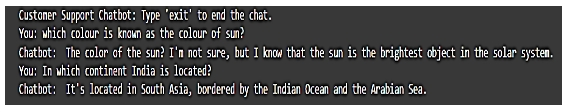 Customer Support Chatbot: Type 'exit' to end the chat.
You: which colour is known as the colour of sun?
Chatbot:  The color of the sun? I'm not sure, but I know that the sun is the brightest object in the solar system.
You: In which continent India is located?
Chatbot:  It's located in South Asia, bordered by the Indian Ocean and the Arabian Sea.